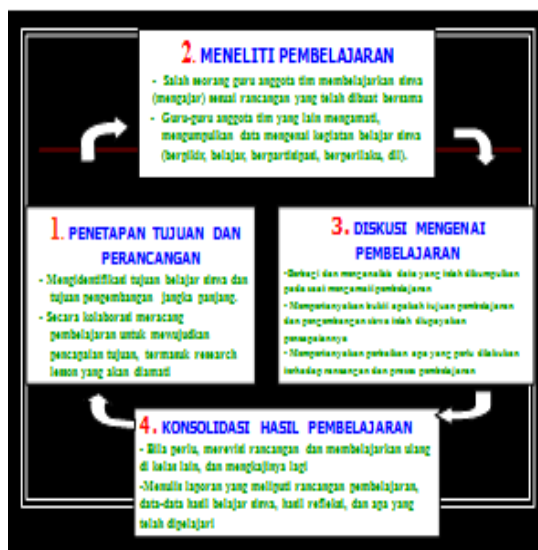 2. MENELITI PEMBELAJARAN
- Salah seorang guru anggota tim membelajarkan siswa
(mengajar) sesuai rancangan yang telah dibuat bersama
- Guru-guru anggota tim yang lain mengamati,
mengumpulkan data mengenai kegiatan belajar siswa
(berpikir, belajar, berpartisipasi, berperilaku, dll).
1. PENETAPAN TUJUAN DAN
PERANCANGAN
- Mengidentifikasi tujuan belajar siswa dan
tujuan pengembangan jangka panjang.
- Secara kolaborasi meracang
pembelajaran untuk mewujudkan
pencapaian tujuan, termasuk research
lesson yang akan diamati
3. DISKUSI MENGENAI
PEMBELAJARAN
-Berbagi dan menganalisis data yang telah dikumpulkan
pada saat mengamati pembelajaran
- Mempertanyakan bukti apakah tujuan pembelajaran
dan pengembangan siswa telah diupayakan
pencapaiannya
- Mempertanyakan perbaikan apa yang perlu dilakukan
terhadap rancangan dan proses pembelajaran
4. KONSOLIDASI HASIL PEMBELAJARAN
- Bila perlu, merevisi rancangan dan membelajarkan ulang
di kelas lain, dan mengkajinya lagi
-Menulis laporan yang meliputi rancangan pembelajaran,
data-data hasil belajar siswa, hasil refleksi, dan apa yang
telah dipelajari